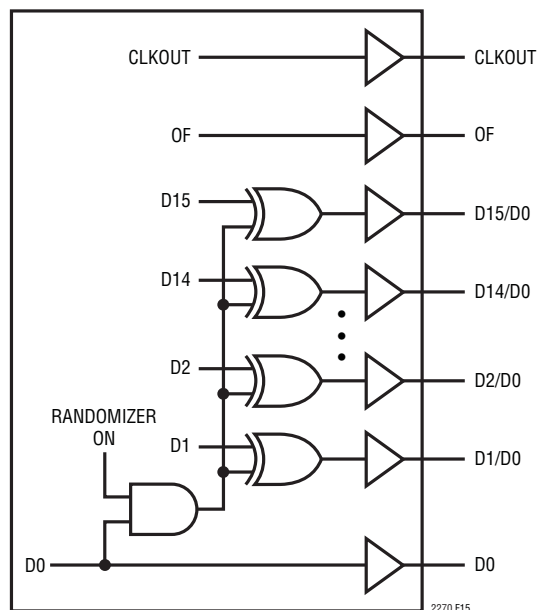 CLKOUT
CLKOUT
OF
OF
D15
D15/D0
D14
D14/D0
D2
D2/D0
RANDOMIZER
ON
D1
D1/D0
D0
D0
2270 F15